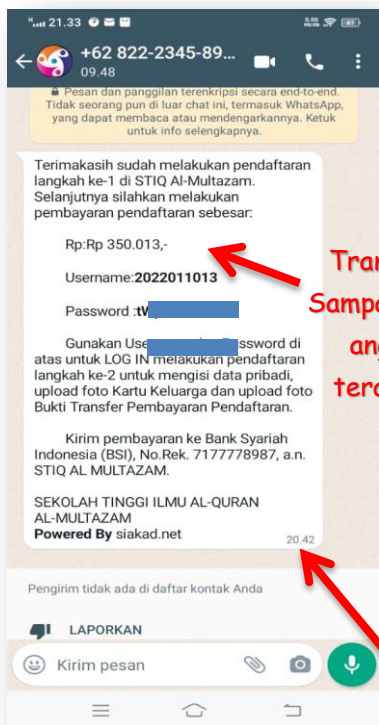 21.33
+62 822-2345-89...
09.48
Pesan dan panggilan terenkripsi secara end-to-end.
Tidak seorang pun di luar chat ini, termasuk WhatsApp,
yang dapat membaca atau mendengarkannya. Ketuk
untuk info selengkapnya.
Terimakasih sudah melakukan pendaftaran
langkah ke-1 di STIQ Al-Multazam.
Selanjutnya silahkan melakukan
pembayaran pendaftaran sebesar:
Rp:Rp 350.013,-
Username:2022011013
Password :
Gunakan di
atas untuk LOG IN melakukan pendaftaran
langkah ke-2 untuk mengisi data pribadi,
upload foto Kartu Keluarga dan upload foto
Bukti Transfer Pembayaran Pendaftaran.
Kirim pembayaran ke Bank Syariah
Indonesia (BSI), No.Rek. 7177778987, a.n.
STIQ AL MULTAZAM.
SEKOLAH TINGGI ILMU AL-QURAN
AL-MULTAZAM
Powered By siakad.net
20.42
Pengirim tidak ada di daftar kontak Anda
LAPORKAN
Kirim pesan